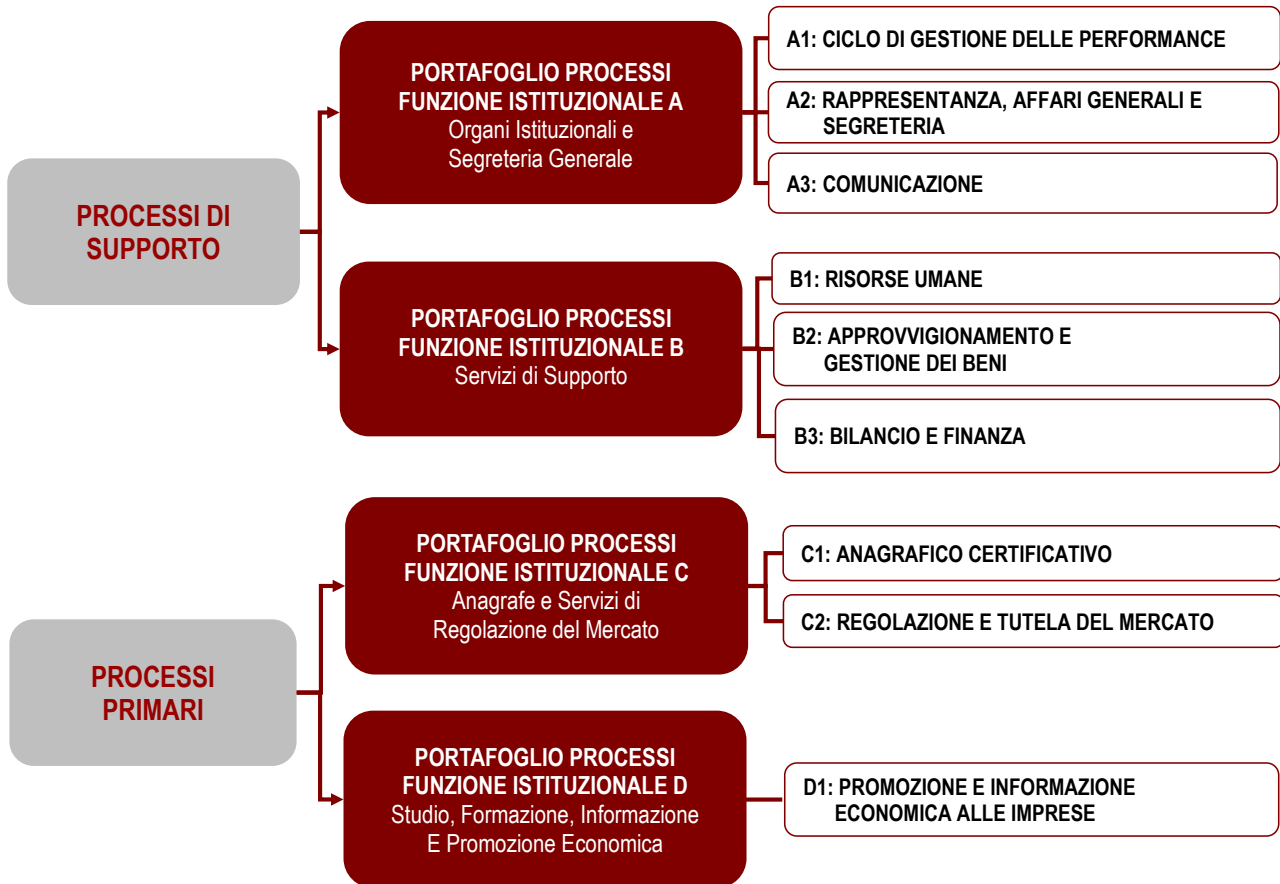 PROCESSI DI
SUPPORTO
PORTAFOGLIO PROCESSI
FUNZIONE ISTITUZIONALE A
Organi Istituzionali e
Segreteria Generale
A1: CICLO DI GESTIONE DELLE PERFORMANCE
A2: RAPPRESENTANZA, AFFARI GENERALI E
SEGRETERIA
A3: COMUNICAZIONE
PORTAFOGLIO PROCESSI
FUNZIONE ISTITUZIONALE B
Servizi di Supporto
B1: RISORSE UMANE
B2: APPROVVIGIONAMENTO E
GESTIONE DEI BENI
B3: BILANCIO E FINANZA
PROCESSI
PRIMARI
PORTAFOGLIO PROCESSI
FUNZIONE ISTITUZIONALE C
Anagrafe e Servizi di
Regolazione del Mercato
C1: ANAGRAFICO CERTIFICATIVO
C2: REGOLAZIONE E TUTELA DEL MERCATO
PORTAFOGLIO PROCESSI
FUNZIONE ISTITUZIONALE D
Studio, Formazione, Informazione
E Promozione Economica
D1: PROMOZIONE E INFORMAZIONE
ECONOMICA ALLE IMPRESE